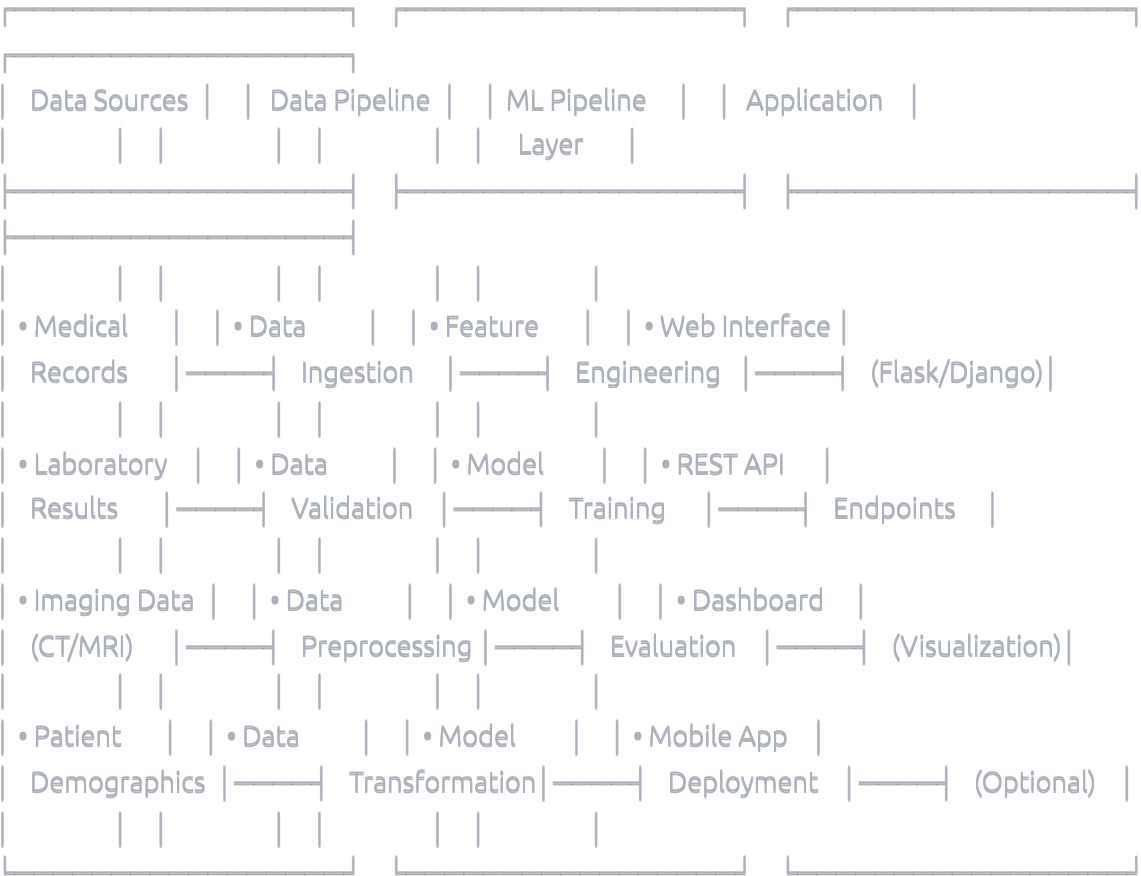 Data Sources | | Data Pipeline | | ML Pipeline | | Application |
Layer
• Medical | | • Data | | • Feature | | • Web Interface |
Records |———| Ingestion |———| Engineering |———| (Flask/Django) |
• Laboratory | | • Data | | • Model | | • REST API |
Results |———| Validation |———| Training |———| Endpoints |
• Imaging Data | | • Data | | • Model | | • Dashboard |
(CT/MRI) |———| Preprocessing |———| Evaluation |———| (Visualization) |
• Patient | | • Data | | • Model | | • Mobile App |
Demographics |———| Transformation |———| Deployment |———| (Optional) |